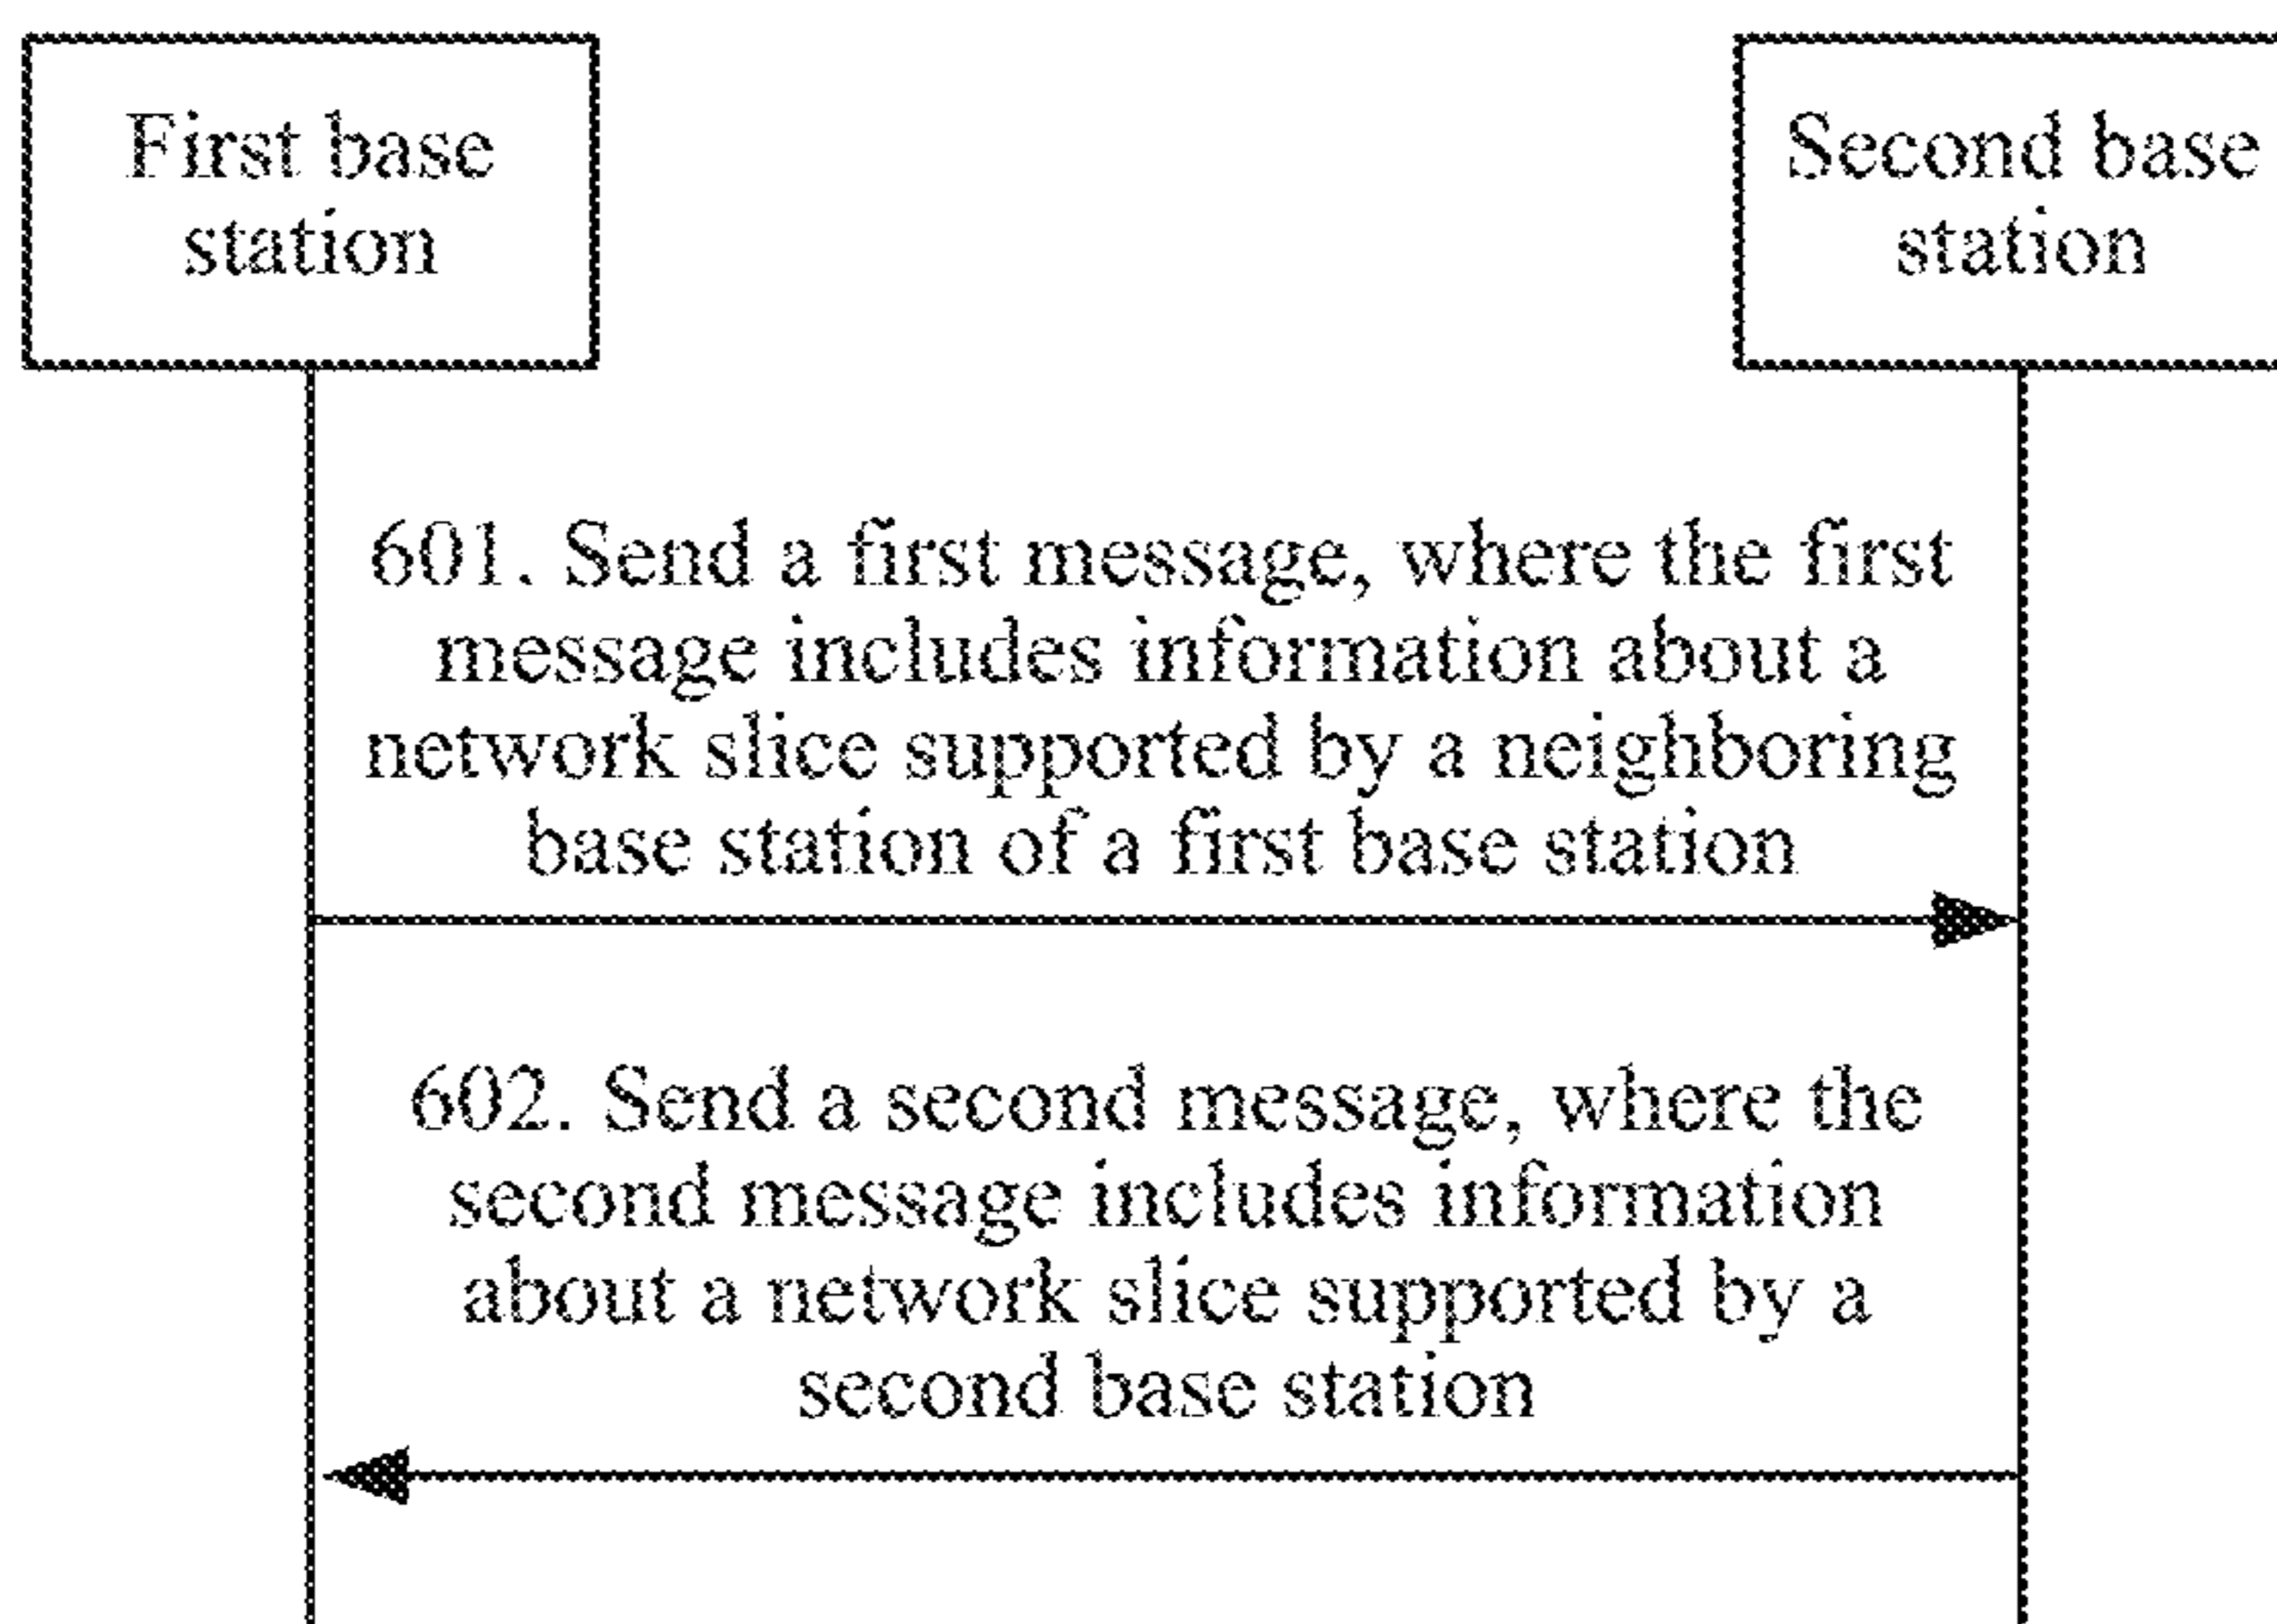 First base
station
Second base
station
601. Send a first message, where the first
message includes information about a
network slice supported by a neighboring
base station of a first base station
602. Send a second message, where the
second message includes information
about a network slice supported by a
second base station